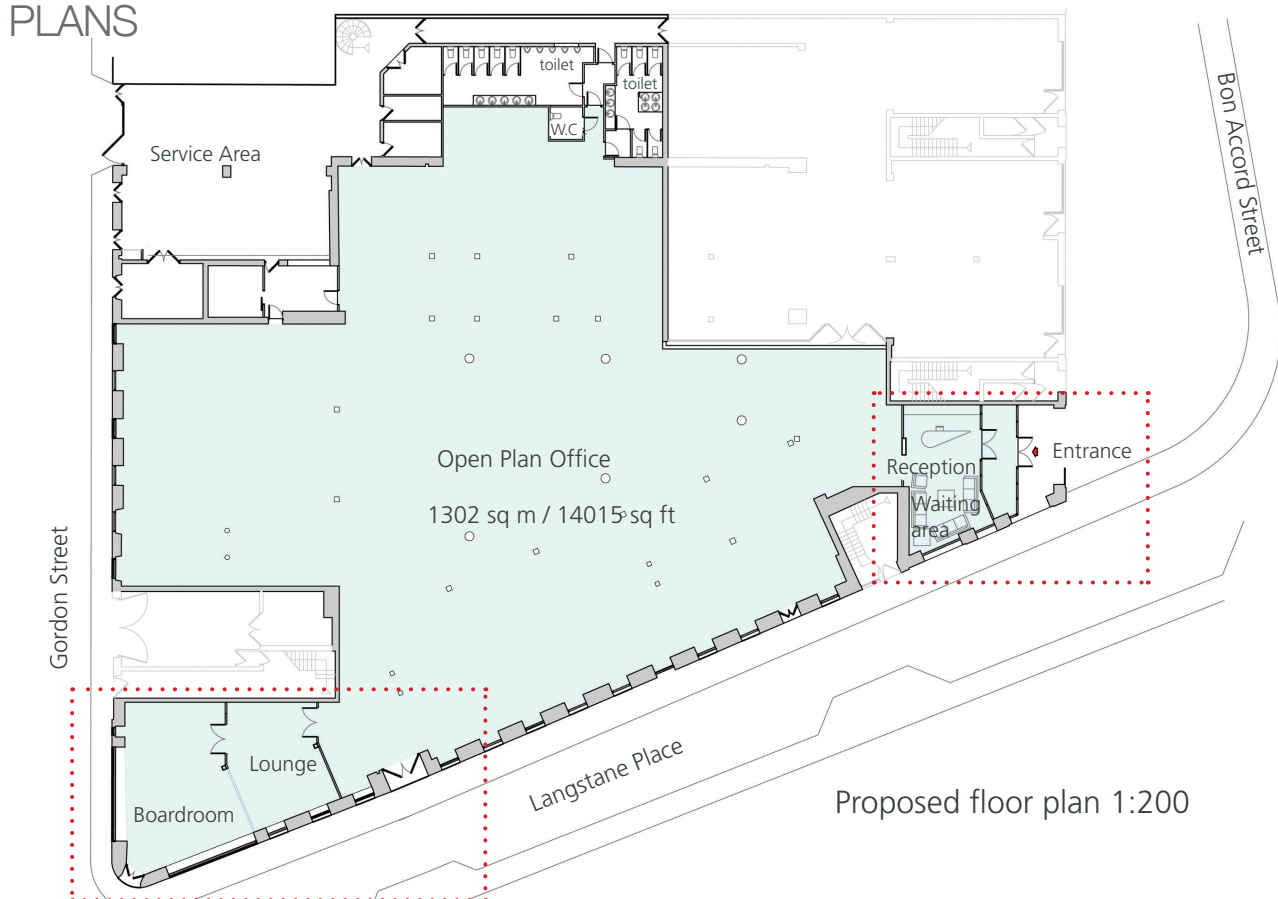 PLANS
toilet
toilet
W.C
Service Area
Bon Accord Street
Open Plan Office
1302 sq m / 14015 sq ft
Reception
Waiting
area
Entrance
Gordon Street
Lounge
Boardroom
Langstane Place
Proposed floor plan 1:200